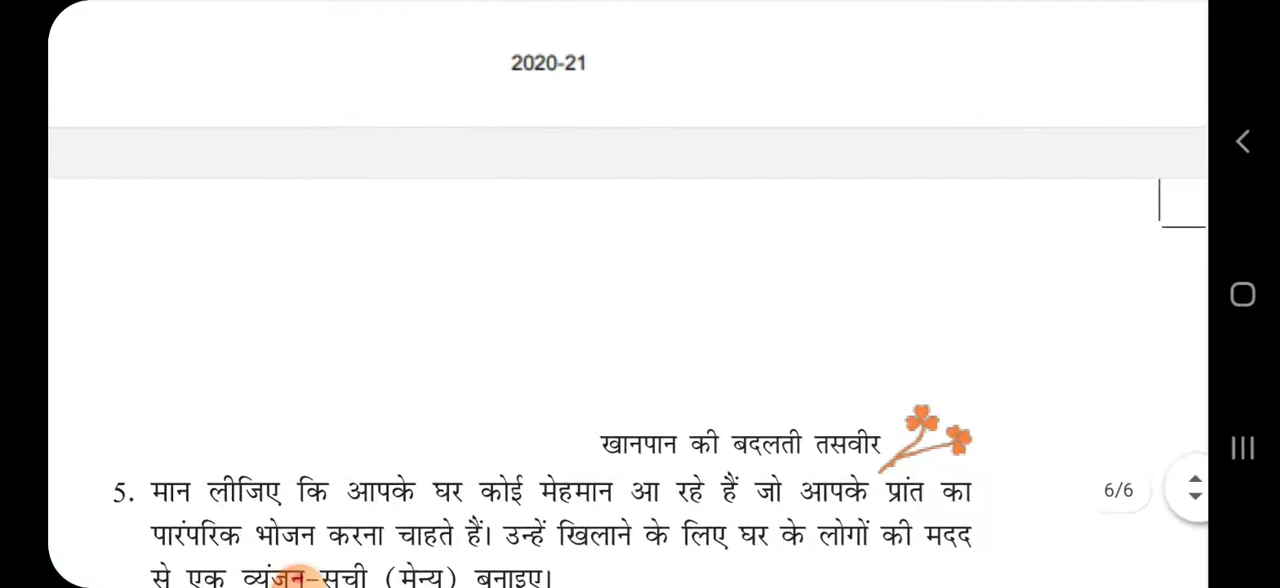 2020-21
खानपान की बदलती तसवीर
5. मान लीजिए कि आपके घर कोई मेहमान आ रहे हैं जो आपके प्रांत का
6/6
पारंपरिक भोजन करना चाहते हैं। उन्हें खिलाने के लिए घर के लोगों की मदद
से एक व्यंजन-सूची (मेन्यू) बनाइए।